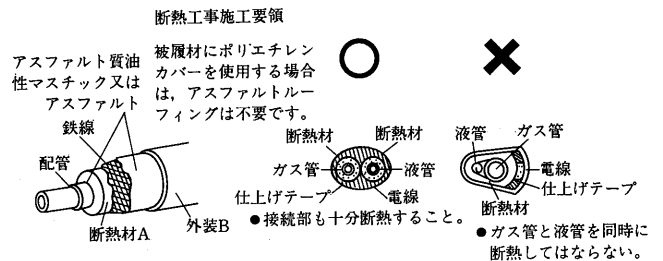 断熱工事施工要領
被履材にポリエチレン
カバーを使用する場合
は，アスファルトルー
フィングは不要です。
アスファルト質油
性マスチック又は
アスファルト
鉄線
配管
断熱材A
外装B
断熱材
断熱材
ガス管
液管
仕上げテープ
電線
●接続部も十分断熱すること。
液管
ガス管
電線
仕上げテープ
断熱材
●ガス管と液管を同時に
断熱してはならない。